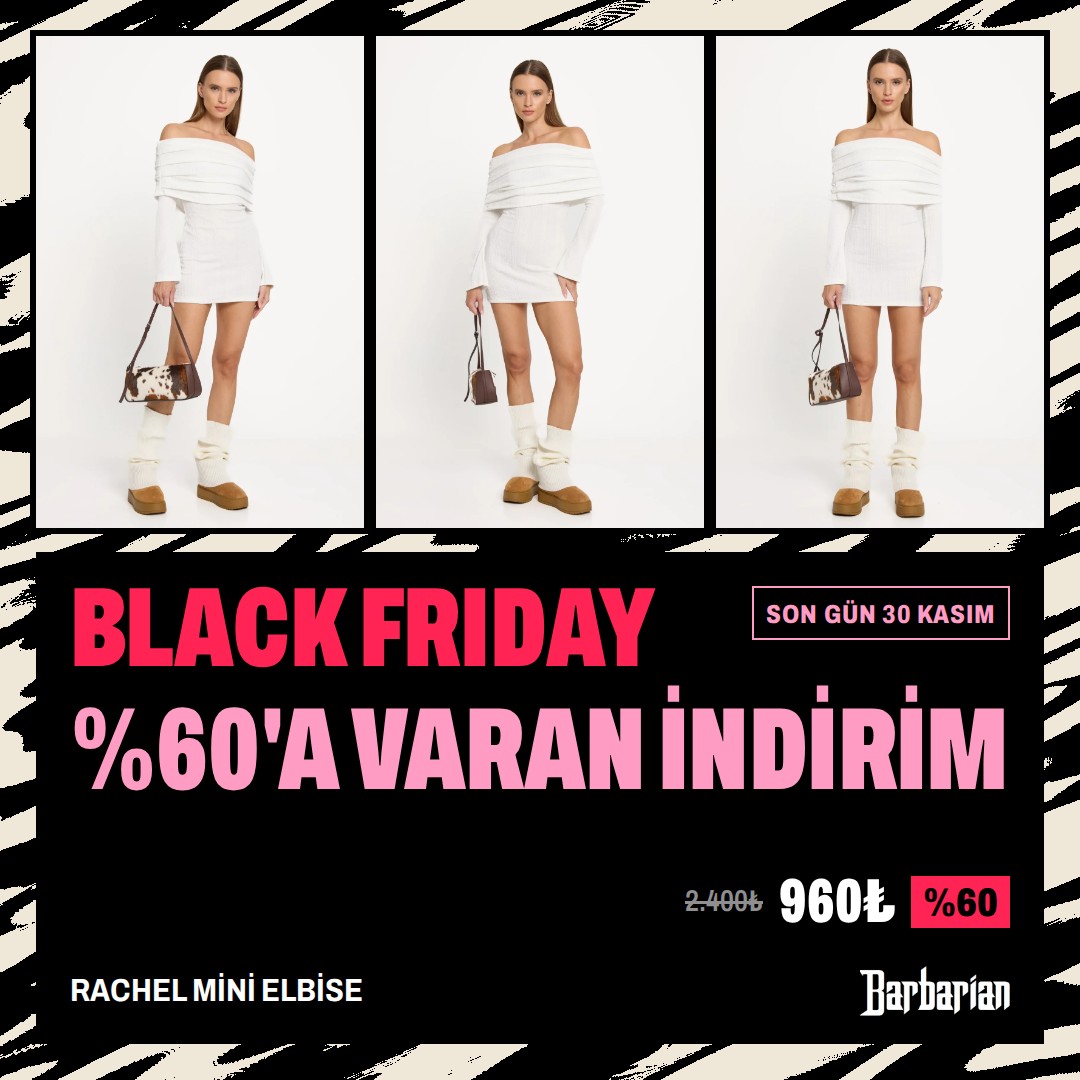 BLACK FRIDAY
SON GÜN 30 KASIM
%60'A VARAN İNDİRİM
2.400₺ 960₺ %60
RACHEL MİNİ ELBİSE
Barbarian